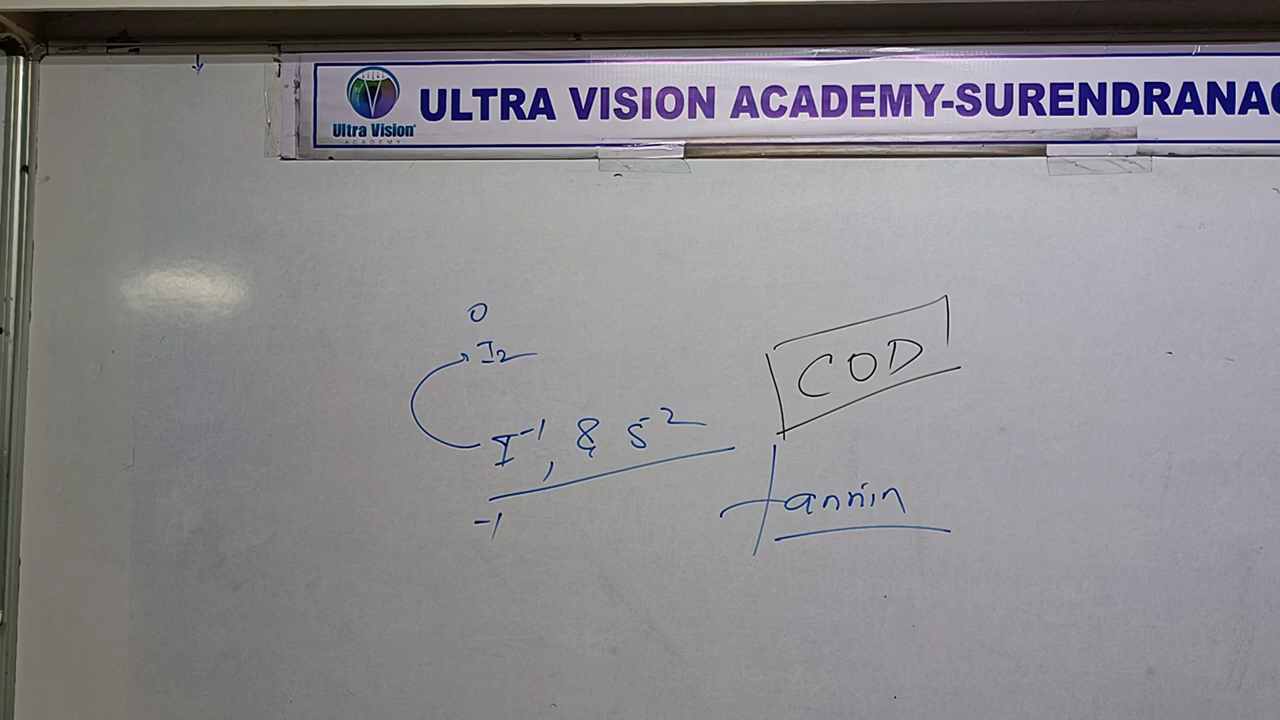 ULTRA VISION ACADEMY-SURENDRANAG
Ultra Vision
ACADEMY
0
I2
I-1, & S-2
-1
COD
tannin